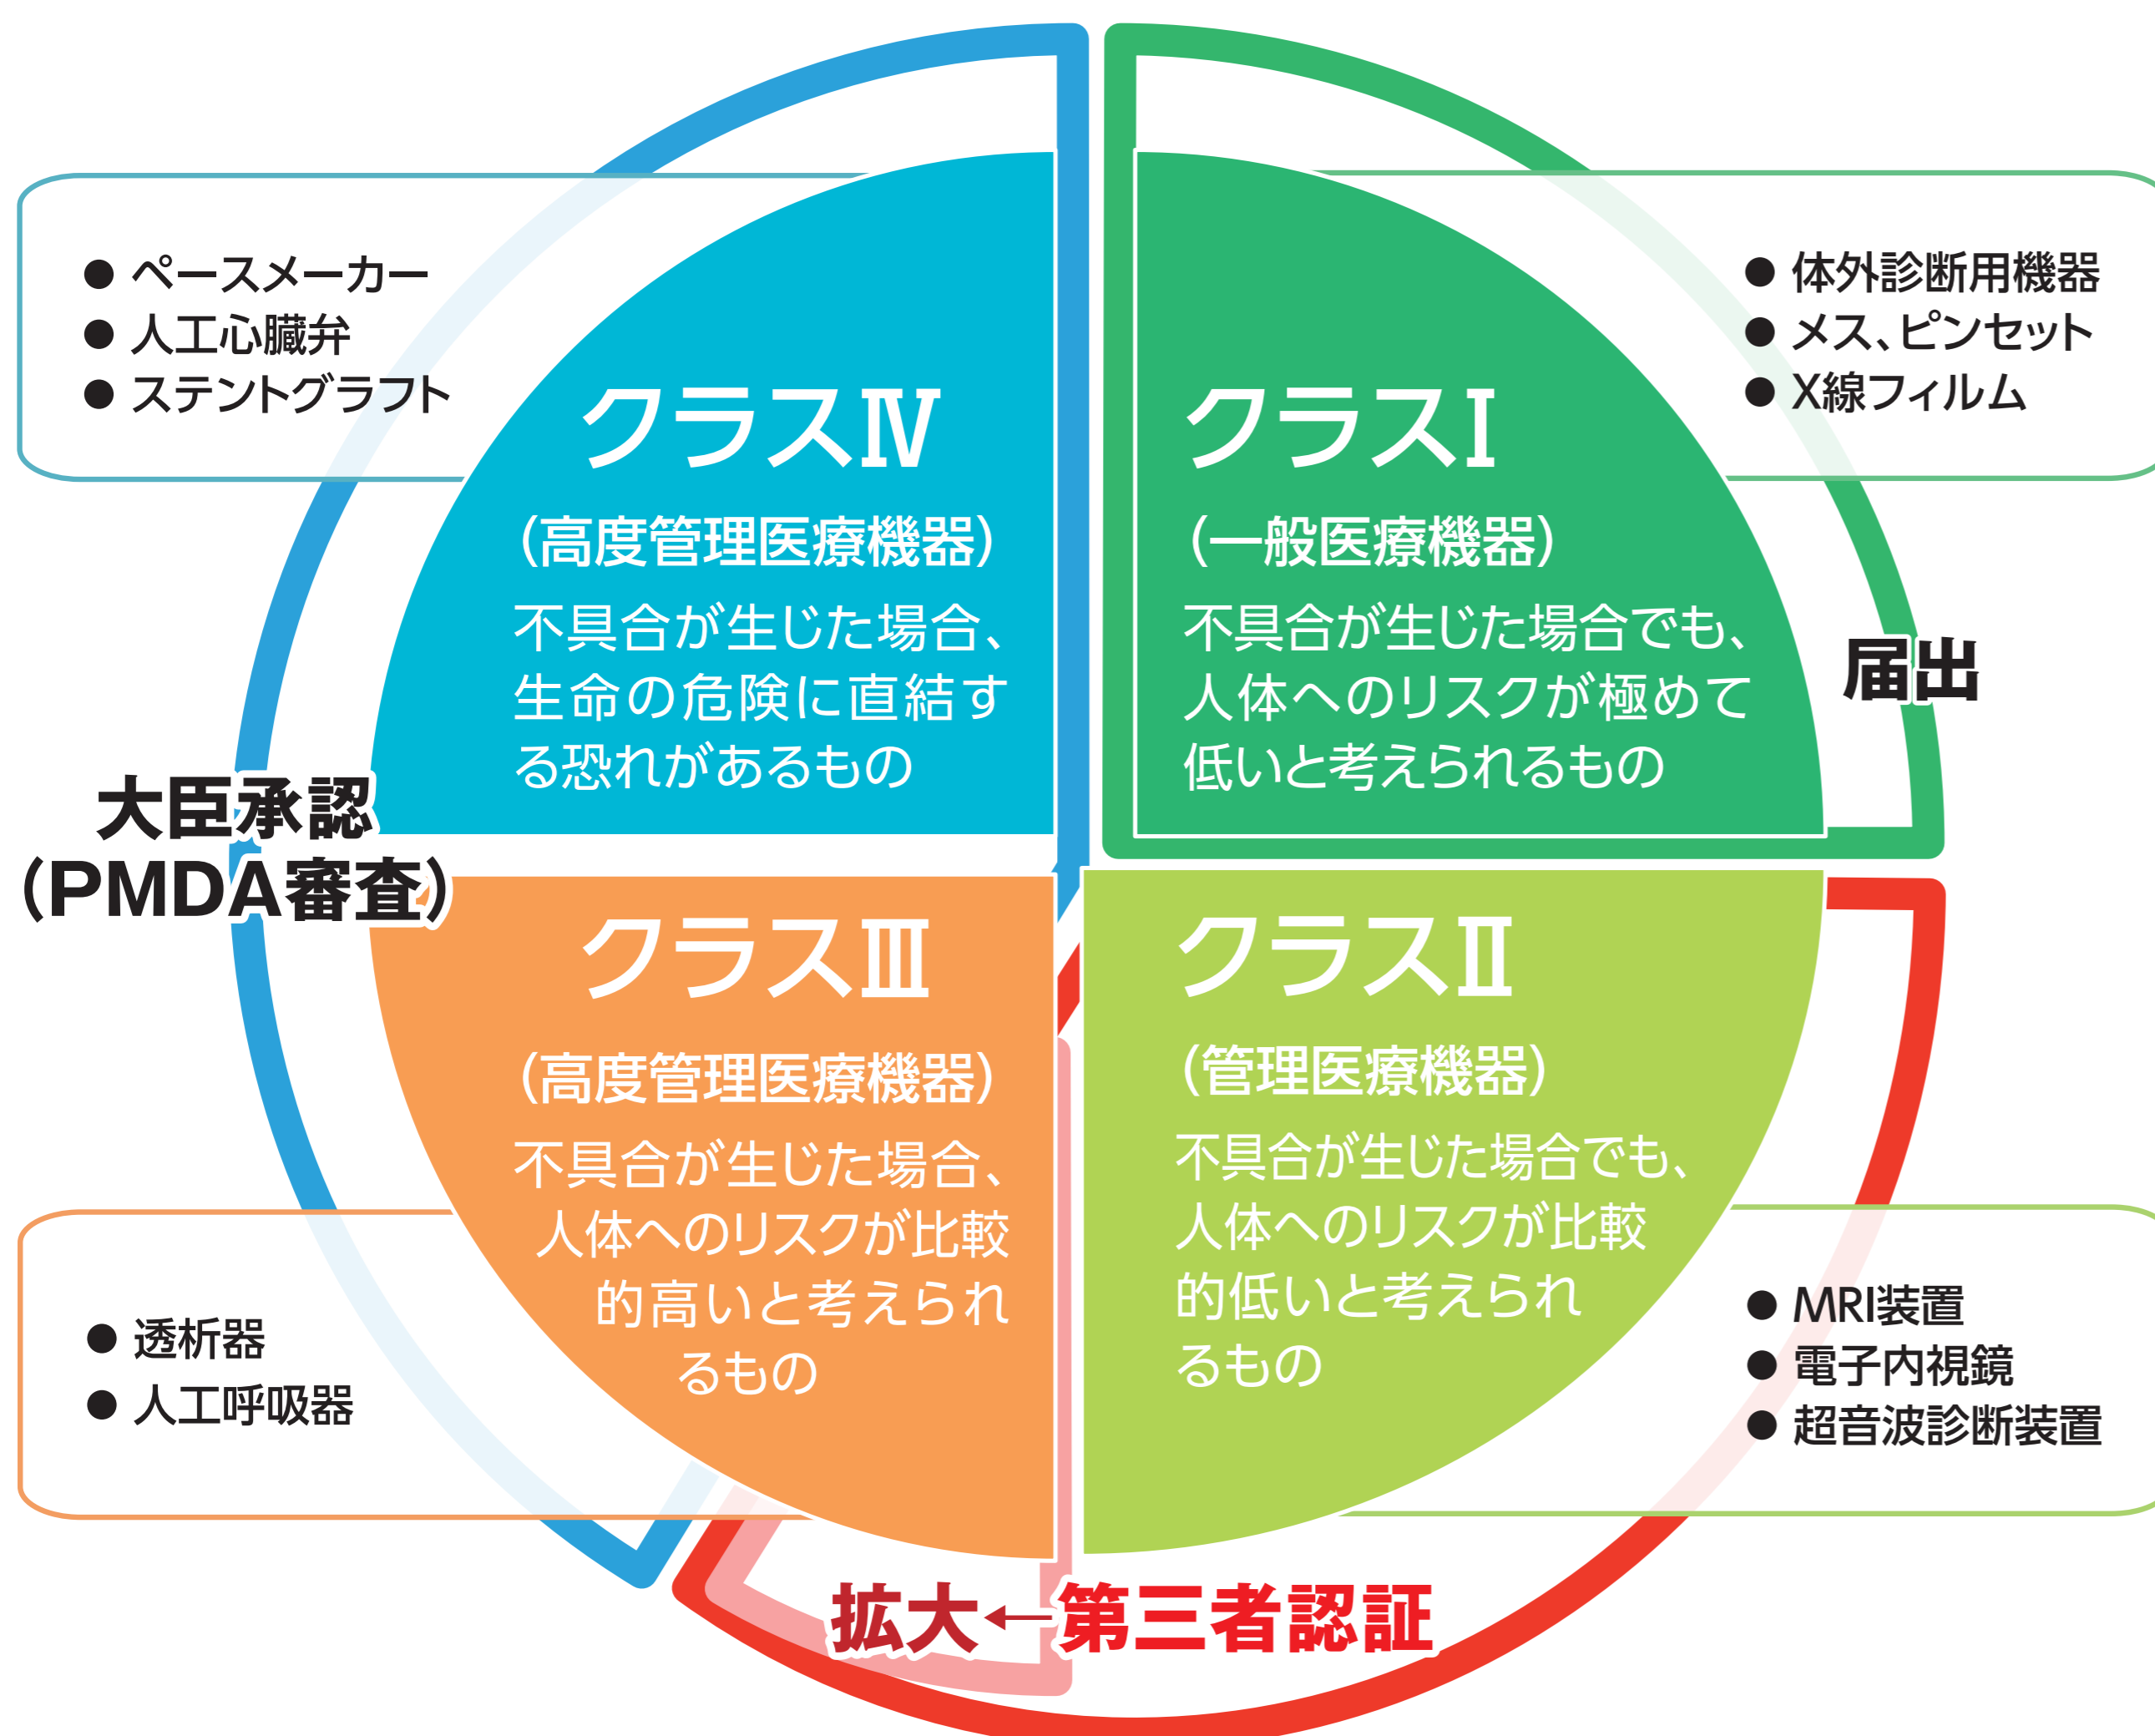 ● ペースメーカー
● 人工心臓弁
● ステントグラフト
クラスⅣ
(高度管理医療機器)
不具合が生じた場合、
生命の危険に直結す
る恐れがあるもの
クラスⅠ
(一般医療機器)
不具合が生じた場合でも、
人体へのリスクが極めて
低いと考えられるもの
● 体外診断用機器
● メス、ピンセット
● X線フィルム
届出
大臣承認
(PMDA審査)
クラスⅢ
(高度管理医療機器)
不具合が生じた場合、
人体へのリスクが比較
的高いと考えられ
るもの
● 透析器
● 人工呼吸器
クラスⅡ
(管理医療機器)
不具合が生じた場合でも、
人体へのリスクが比較
的低いと考えられ
るもの
● MRI装置
● 電子内視鏡
● 超音波診断装置
拡大←第三者認証